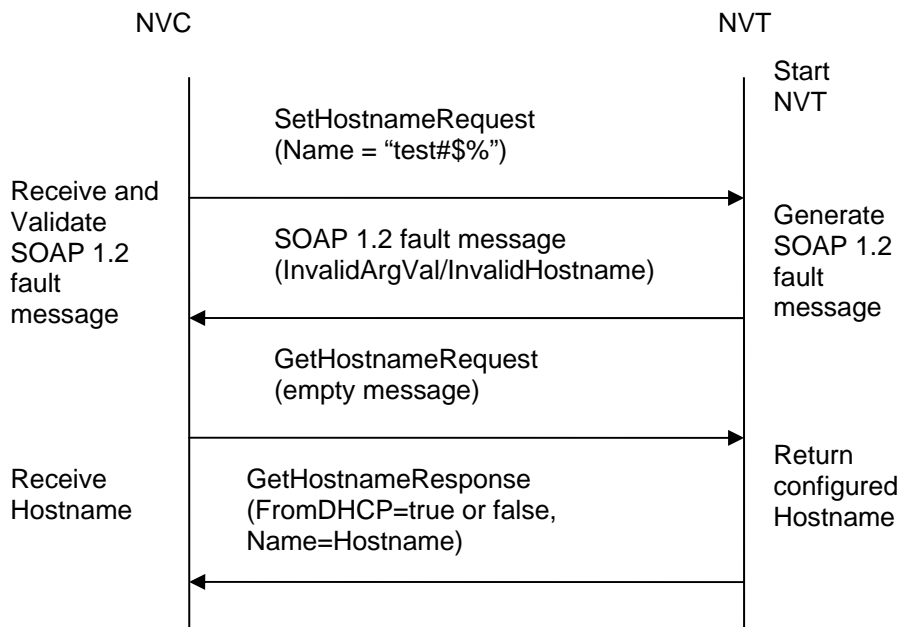 NVC
NVT
Start
NVT
SetHostnameRequest
(Name = “test#$%”)
Receive and
Validate
SOAP 1.2
fault
message
SOAP 1.2 fault message
(InvalidArgVal/InvalidHostname)
Generate
SOAP 1.2
fault
message
GetHostnameRequest
(empty message)
Receive
Hostname
GetHostnameResponse
(FromDHCP=true or false,
Name=Hostname)
Return
configured
Hostname